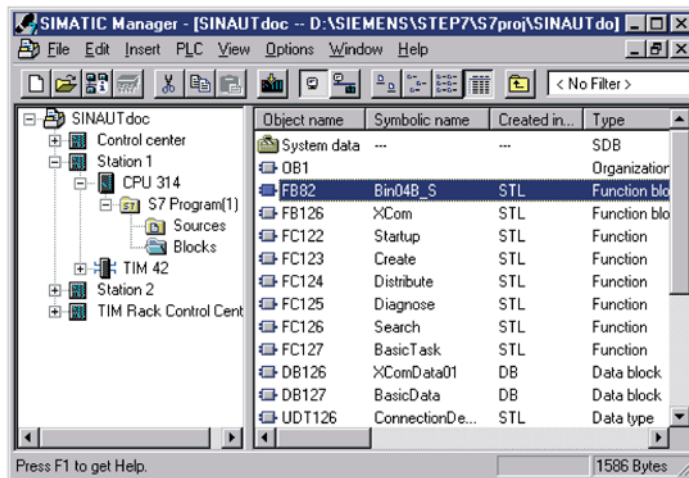 SIMATIC Manager - [SINAUTdoc -- D:\SIEMENS\STEP7\S7proj\SINAUTdo]
File Edit Insert PLC View Options Window Help
< No Filter >
SINAUTdoc
Control center
Station 1
CPU 314
S7 Program(1)
Sources
Blocks
TIM 42
Station 2
TIM Rack Control Cent
Object name Symbolic name Created in... Type
System data --- --- SDB
OB1 Organization
FB82 Bin04B_S STL Function blo
FB126 XCom STL Function blo
FC122 Startup STL Function
FC123 Create STL Function
FC124 Distribute STL Function
FC125 Diagnose STL Function
FC126 Search STL Function
FC127 BasicTask STL Function
DB126 XComData01 DB Data block
DB127 BasicData DB Data block
UDT126 ConnectionDe... STL Data type
Press F1 to get Help. 1586 Bytes